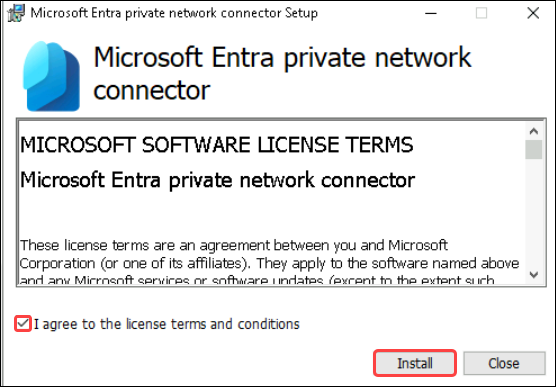 Microsoft Entra private network connector Setup
Microsoft Entra private network
connector
MICROSOFT SOFTWARE LICENSE TERMS
Microsoft Entra private network connector
These license terms are an agreement between you and Microsoft
Corporation (or one of its affiliates). They apply to the software named above
and any Microsoft services or software updates (except to the extent such
I agree to the license terms and conditions
Install
Close